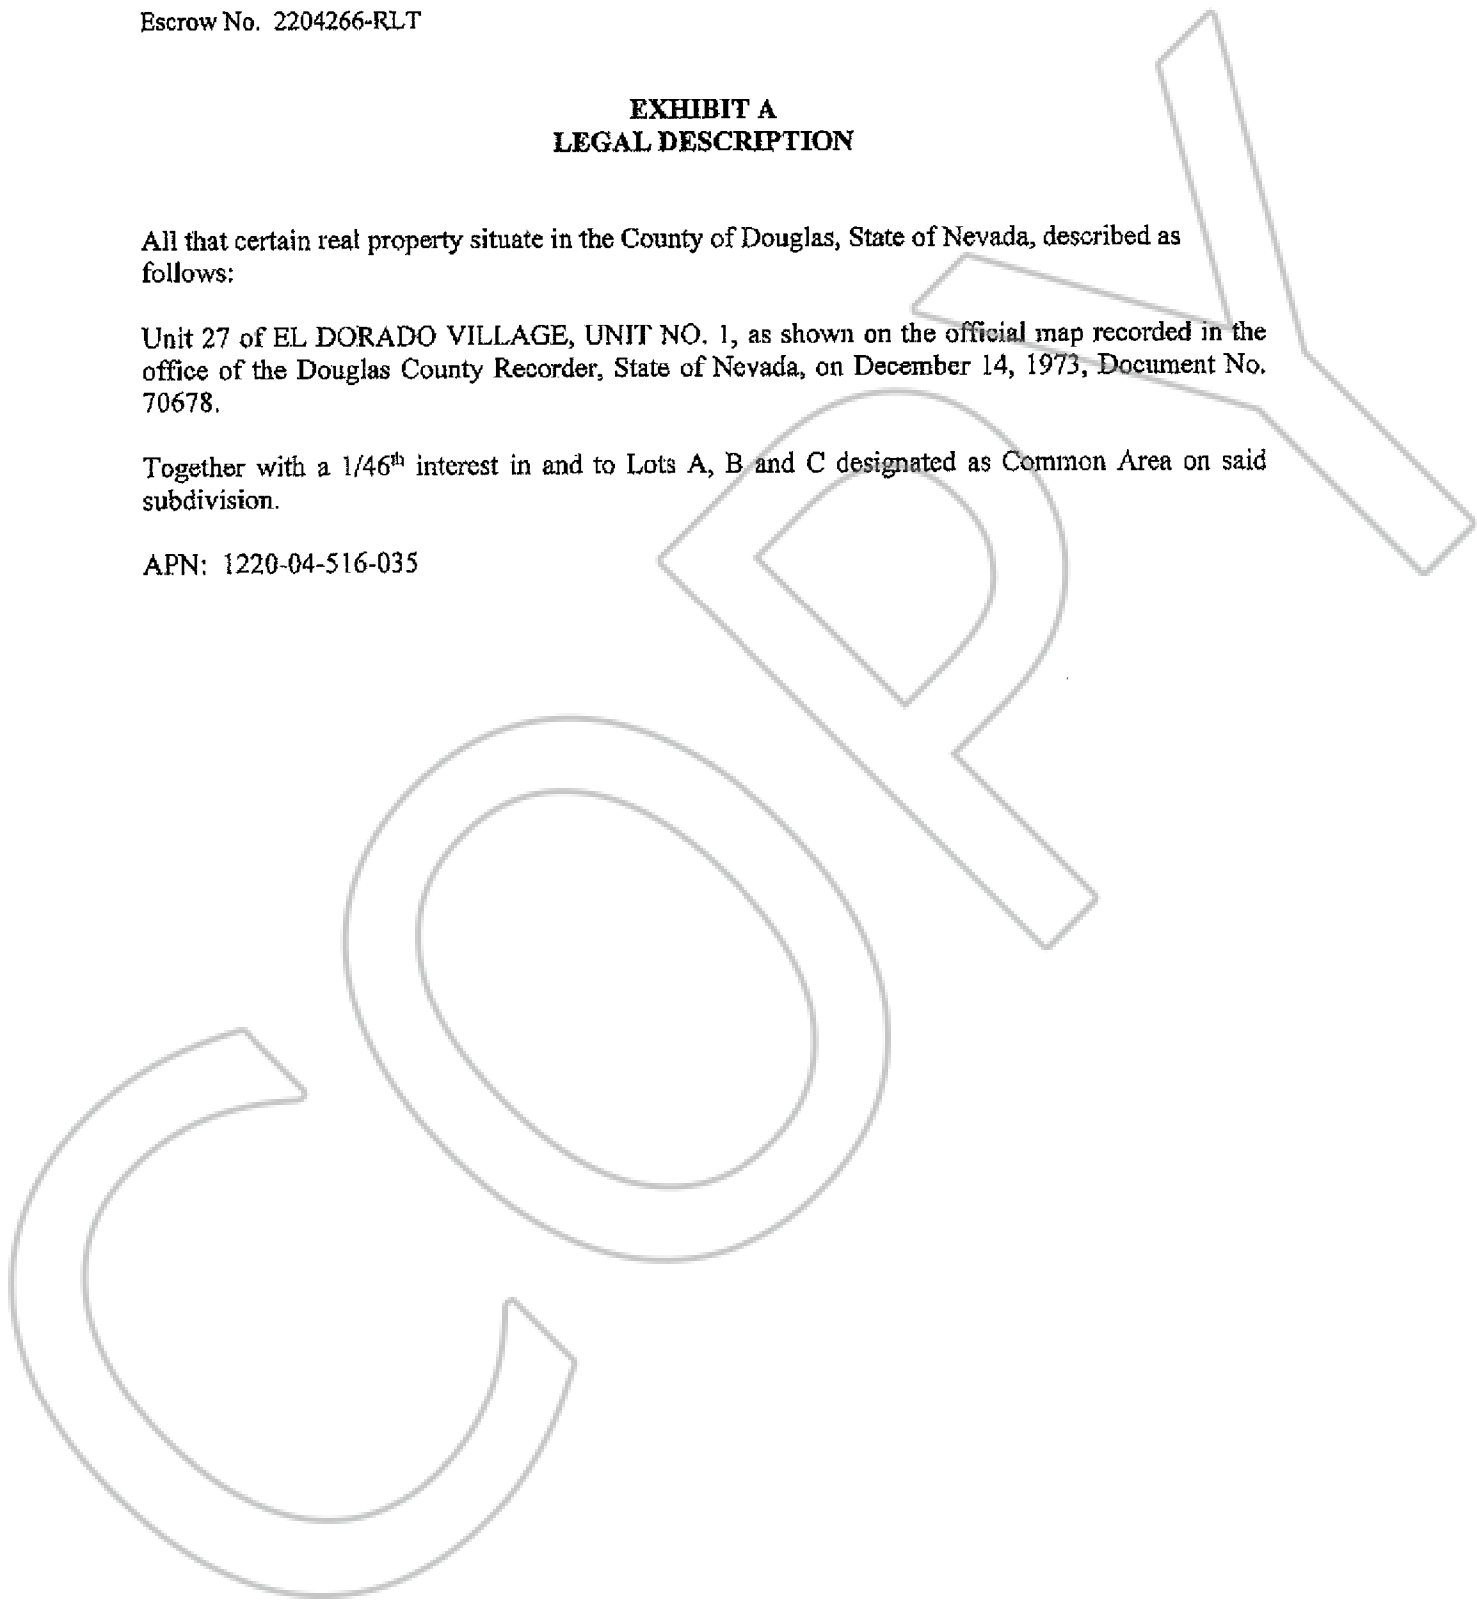 Escrow No. 2204266-RLT
EXHIBIT A
LEGAL DESCRIPTION
All that certain real property situate in the County of Douglas, State of Nevada, described as
follows:
Unit 27 of EL DORADO VILLAGE, UNIT NO. 1, as shown on the official map recorded in the
office of the Douglas County Recorder, State of Nevada, on December 14, 1973, Document No.
70678.
Together with a 1/46th interest in and to Lots A, B and C designated as Common Area on said
subdivision.
APN: 1220-04-516-035
COPY